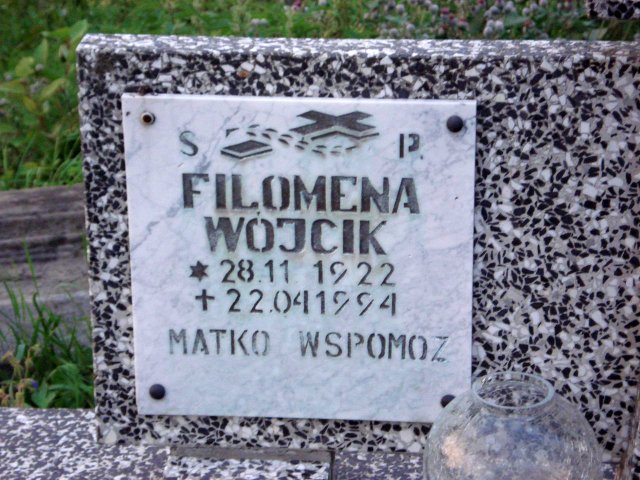 S P.
FILOMENA
WÓJCIK
* 28.11 1922
+ 22.04 1994
MATKO WSPOMOZ